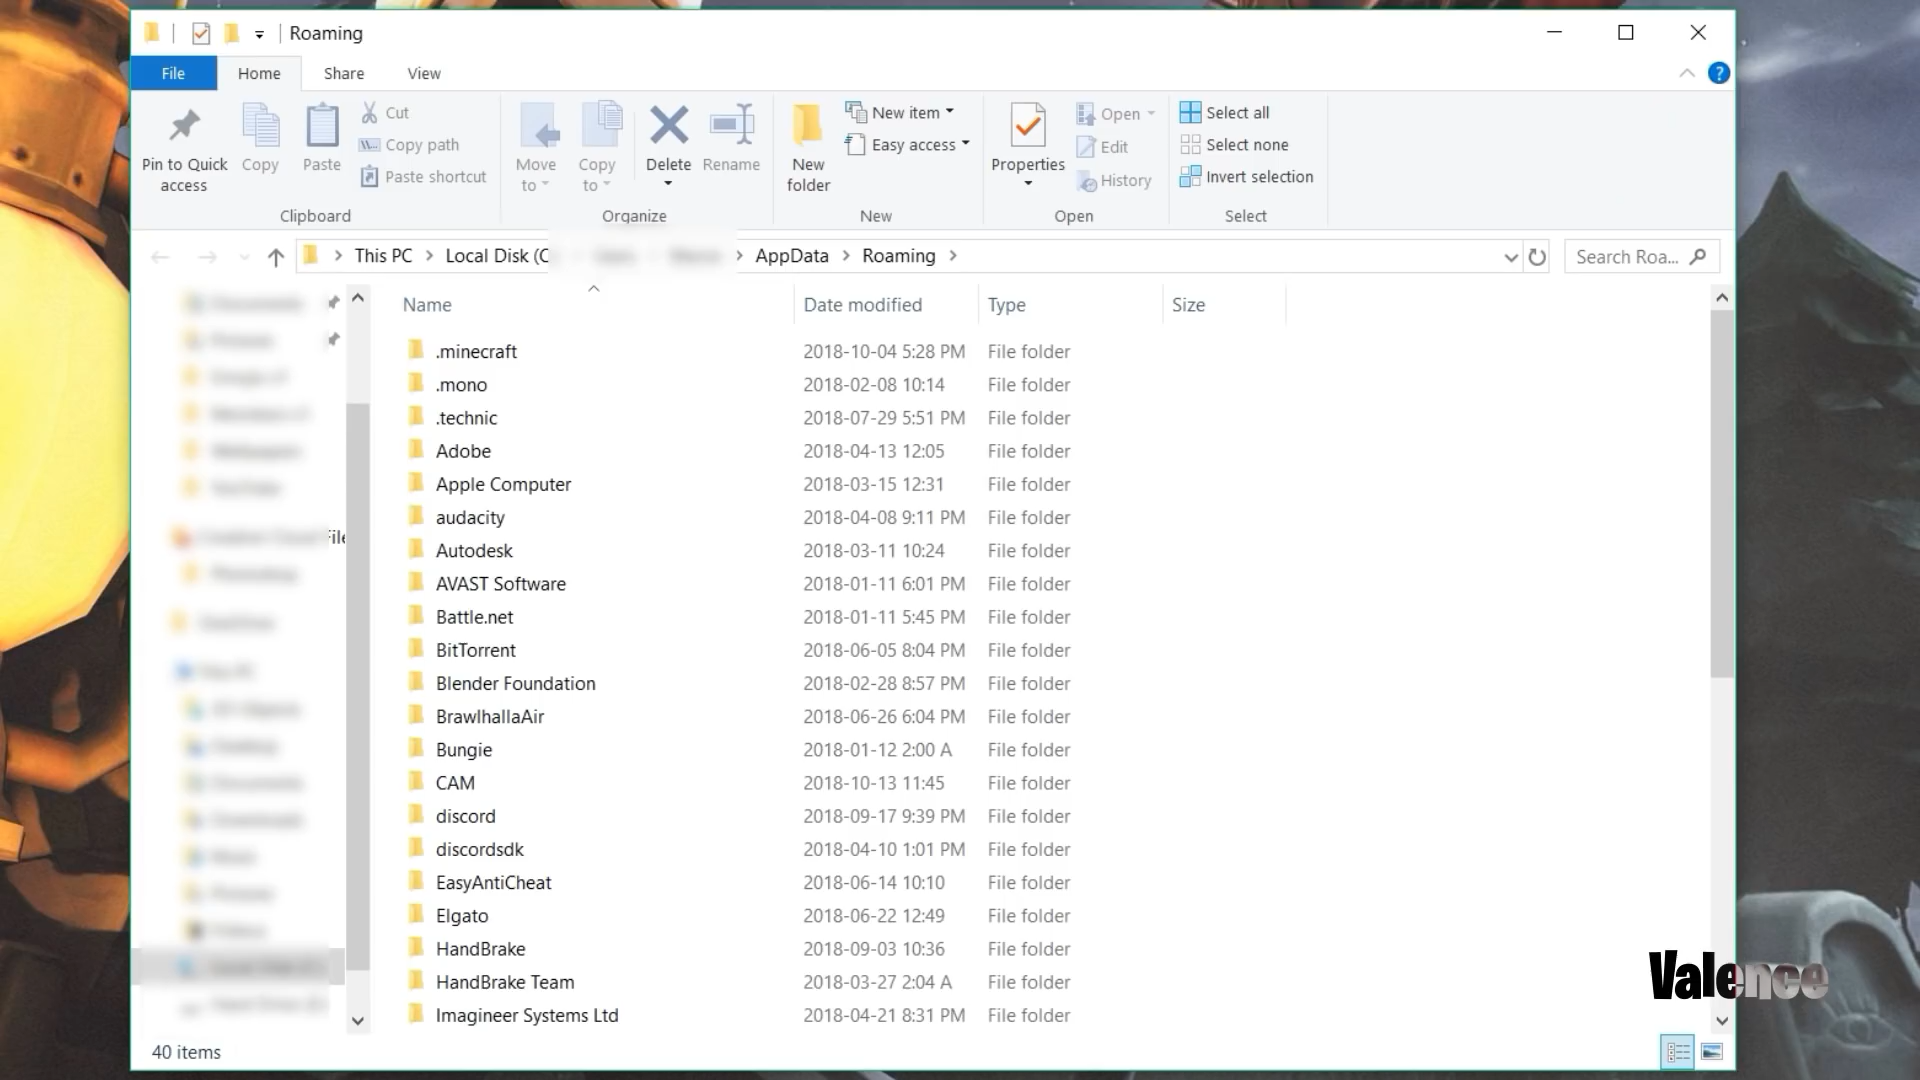 Roaming
File Home Share View
Pin to Quick access
Copy
Paste
Cut
Copy path
Paste shortcut
Clipboard
Move to
Copy to
Delete
Rename
Organize
New folder
New item
Easy access
New
Properties
Open
Edit
History
Open
Select all
Select none
Invert selection
Select
This PC > Local Disk (C > AppData > Roaming >
Search Roa...
Name Date modified Type Size
.minecraft 2018-10-04 5:28 PM File folder
.mono 2018-02-08 10:14 File folder
.technic 2018-07-29 5:51 PM File folder
Adobe 2018-04-13 12:05 File folder
Apple Computer 2018-03-15 12:31 File folder
audacity 2018-04-08 9:11 PM File folder
Autodesk 2018-03-11 10:24 File folder
AVAST Software 2018-01-11 6:01 PM File folder
Battle.net 2018-01-11 5:45 PM File folder
BitTorrent 2018-06-05 8:04 PM File folder
Blender Foundation 2018-02-28 8:57 PM File folder
BrawlhallaAir 2018-06-26 6:04 PM File folder
Bungie 2018-01-12 2:00 A File folder
CAM 2018-10-13 11:45 File folder
discord 2018-09-17 9:39 PM File folder
discordsdk 2018-04-10 1:01 PM File folder
EasyAntiCheat 2018-06-14 10:10 File folder
Elgato 2018-06-22 12:49 File folder
HandBrake 2018-09-03 10:36 File folder
HandBrake Team 2018-03-27 2:04 A File folder
Imagineer Systems Ltd 2018-04-21 8:31 PM File folder
40 items
Valence